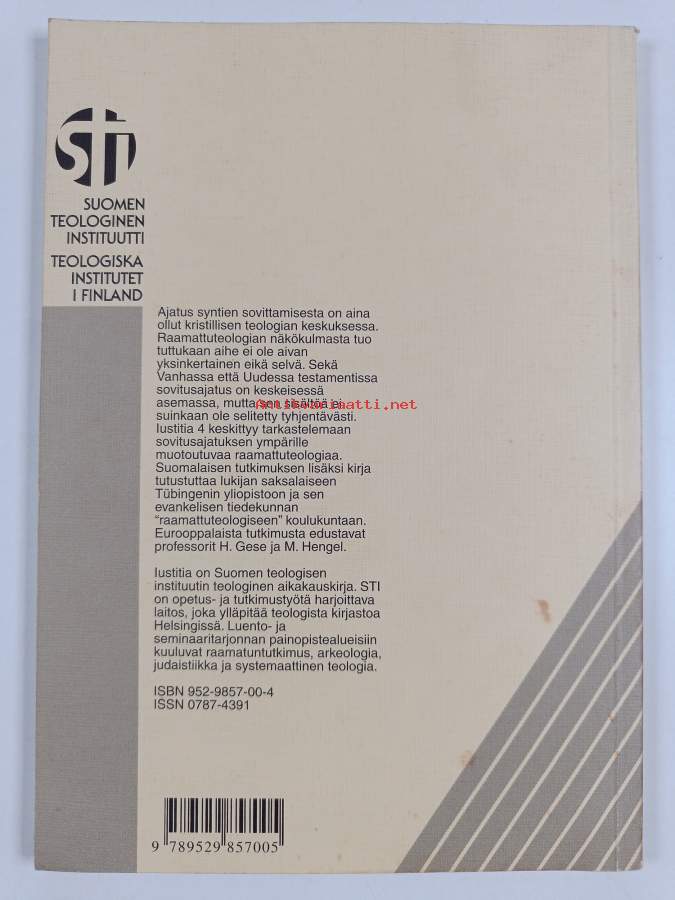 STi
SUOMEN
TEOLOGINEN
INSTITUUTTI
TEOLOGISKA
INSTITUTET
I FINLAND
Ajatus syntien sovittamisesta on aina
ollut kristillisen teologian keskuksessa.
Raamattuteologian näkökulmasta tuo
tuttukaan aihe ei ole aivan
yksinkertainen eikä selvä. Sekä
Vanhassa että Uudessa testamentissa
sovitusajatus on keskeisessä
asemassa, mutta sen sisältöä ei
Antikvariaatti.net
suinkaan ole selitetty tyhjentävästi.
Iustitia 4 keskittyy tarkastelemaan
sovitusajatuksen ympärille
muotoutuvaa raamattuteologiaa.
Suomalaisen tutkimuksen lisäksi kirja
tutustuttaa lukijan saksalaiseen
Tübingenin yliopistoon ja sen
evankelisen tiedekunnan
“raamattuteologiseen” koulukuntaan.
Eurooppalaista tutkimusta edustavat
professorit H. Gese ja M. Hengel.
Iustitia on Suomen teologisen
instituutin teologinen aikakauskirja. STI
on opetus- ja tutkimustyötä harjoittava
laitos, joka ylläpitää teologista kirjastoa
Helsingissä. Luento- ja
seminaaritarjonnan painopistealueisiin
kuuluvat raamatuntutkimus, arkeologia,
judaistiikka ja systemaattinen teologia.
ISBN 952-9857-00-4
ISSN 0787-4391
9 789529 857005